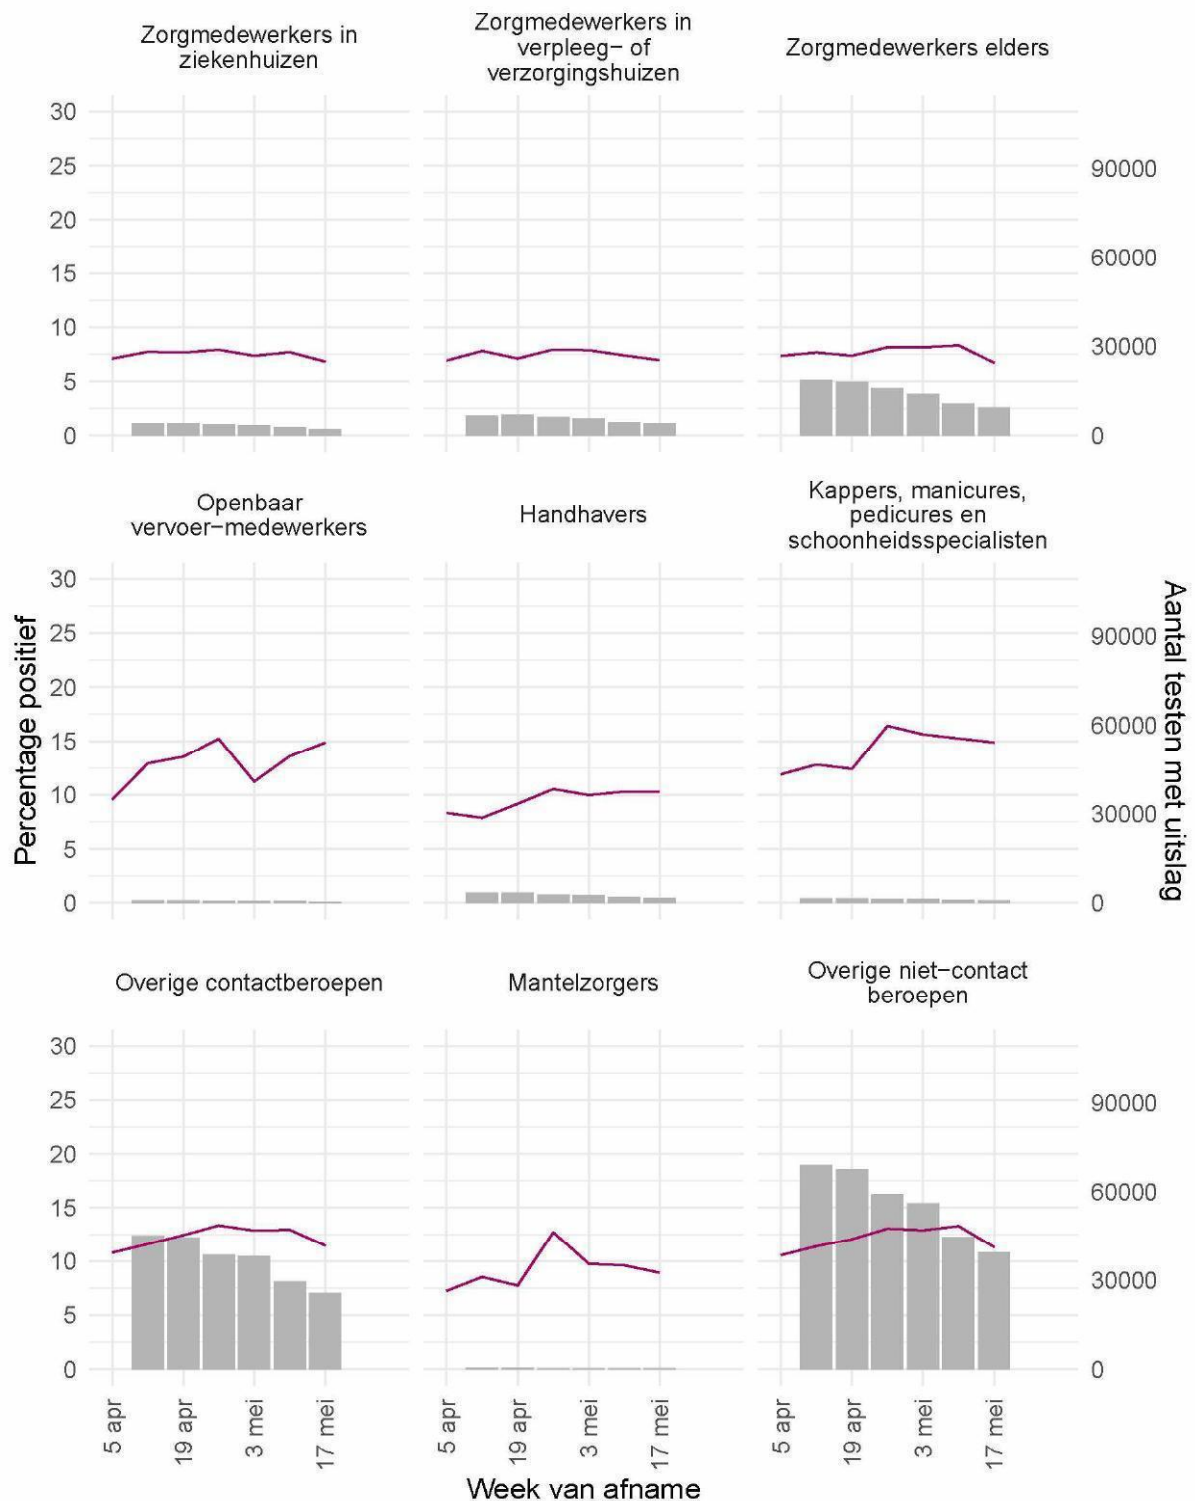 Zorgmedewerkers in
ziekenhuizen
Zorgmedewerkers in
verpleeg− of
verzorgingshuizen
Zorgmedewerkers elders
30
25
20
15
10
5
0
90000
60000
30000
0
Openbaar
vervoer−medewerkers
Handhavers
Kappers, manicures,
pedicures en
schoonheidsspecialisten
Percentage positief
30
25
20
15
10
5
0
90000
60000
30000
0
Aantal testen met uitslag
Overige contactberoepen
Mantelzorgers
Overige niet−contact
beroepen
30
25
20
15
10
5
0
90000
60000
30000
0
5 apr
19 apr
3 mei
17 mei
5 apr
19 apr
3 mei
17 mei
5 apr
19 apr
3 mei
17 mei
Week van afname